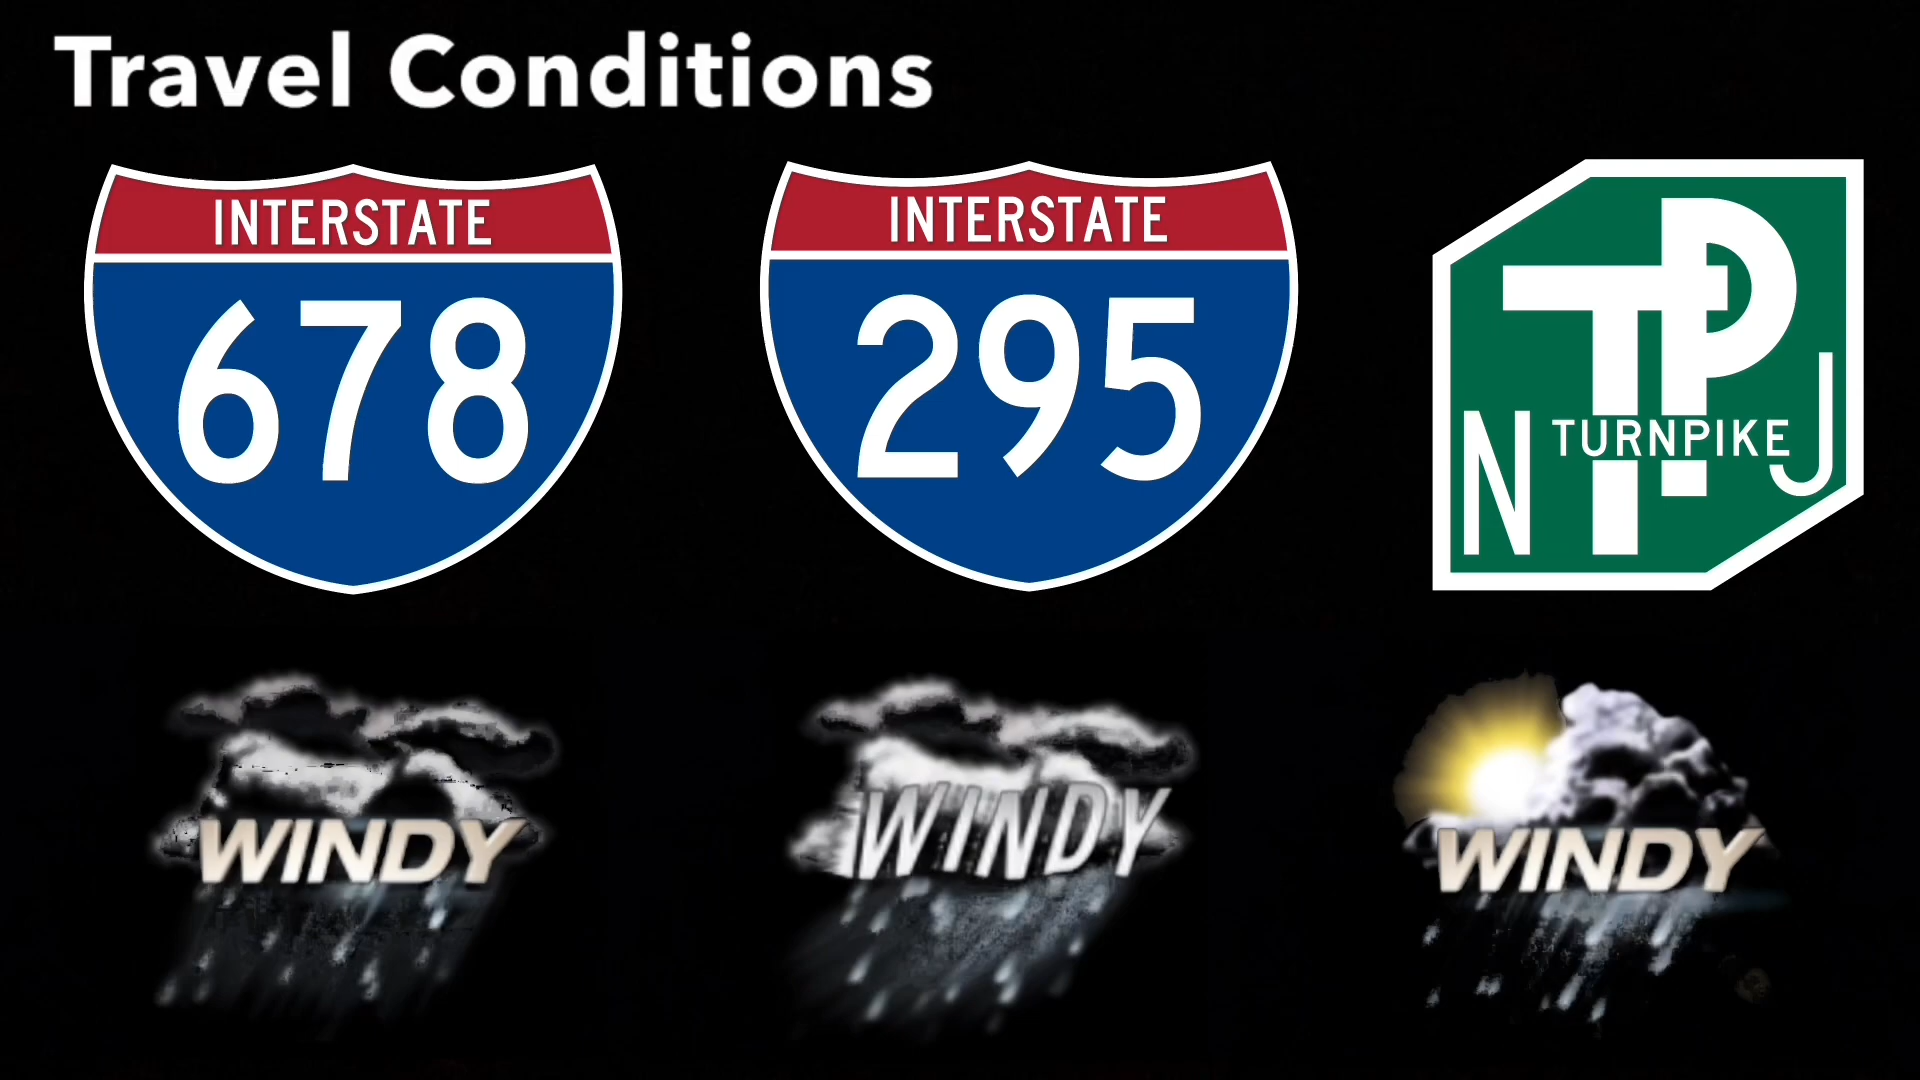 Travel Conditions
INTERSTATE
678
INTERSTATE
295
TP
N TURNPIKE J
WINDY
WINDY
WINDY